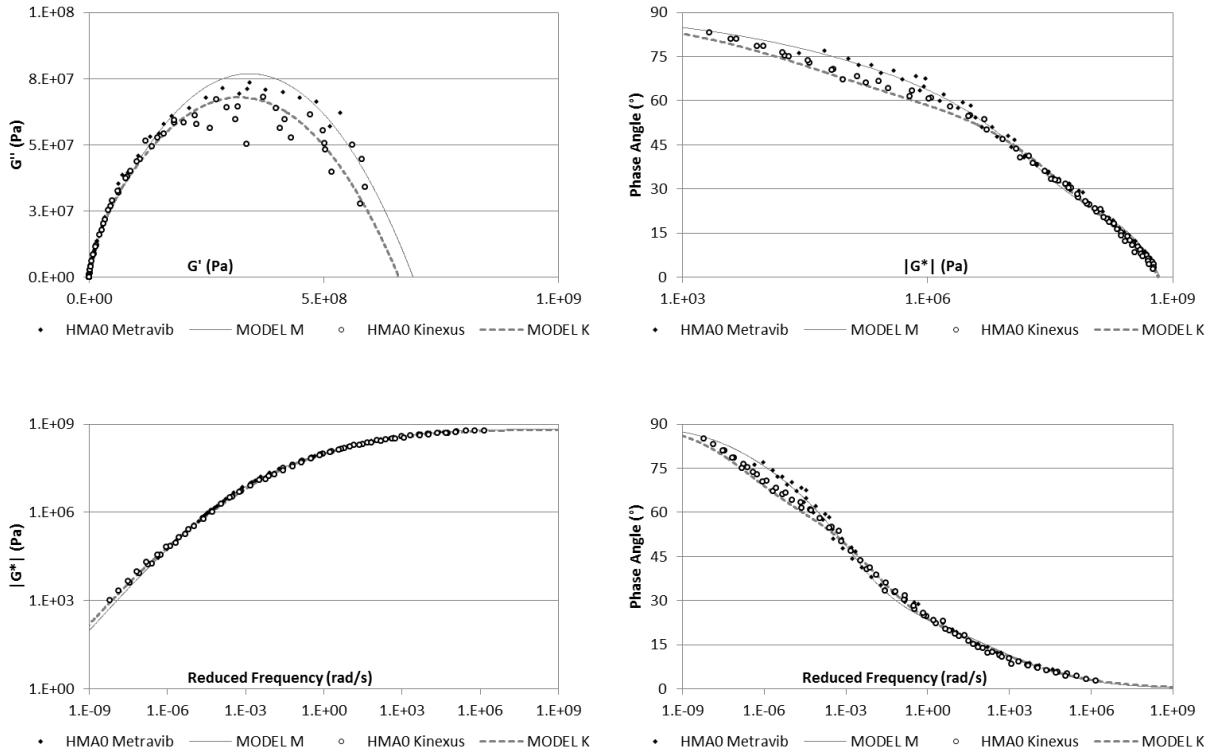 1.E+08
8.E+07
5.E+07
3.E+07
0.E+00
G'' (Pa)
G' (Pa)
0.E+00 5.E+08 1.E+09
HMA0 Metravib MODEL M HMA0 Kinexus MODEL K
90
75
60
45
30
15
0
Phase Angle (°)
|G*| (Pa)
1.E+03 1.E+06 1.E+09
HMA0 Metravib MODEL M HMA0 Kinexus MODEL K
1.E+09
1.E+06
1.E+03
1.E+00
|G*| (Pa)
Reduced Frequency (rad/s)
1.E-09 1.E-06 1.E-03 1.E+00 1.E+03 1.E+06 1.E+09
HMA0 Metravib MODEL M HMA0 Kinexus MODEL K
90
75
60
45
30
15
0
Phase Angle (°)
Reduced Frequency (rad/s)
1.E-09 1.E-06 1.E-03 1.E+00 1.E+03 1.E+06 1.E+09
HMA0 Metravib MODEL M HMA0 Kinexus MODEL K